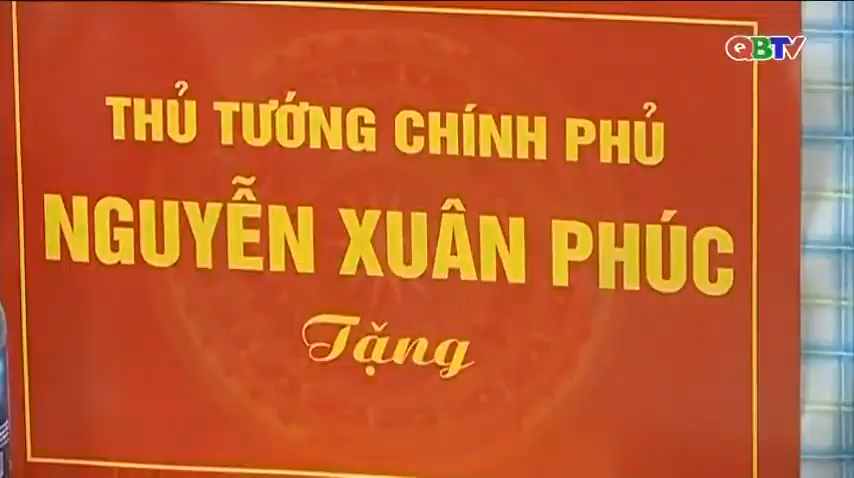 QBTV
THỦ TƯỚNG CHÍNH PHỦ
NGUYỄN XUÂN PHÚC
Tặng